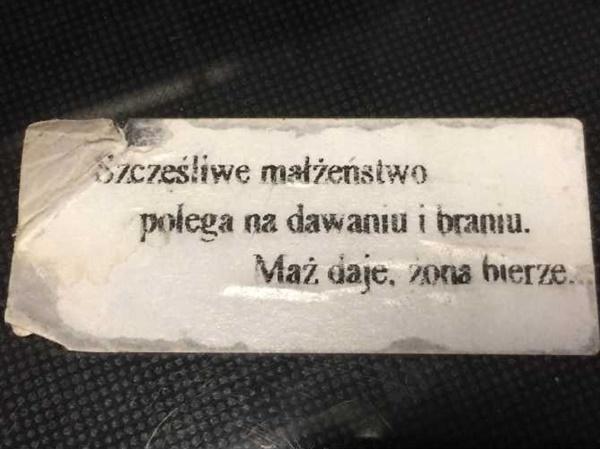 Szczęśliwe małżeństwo
polega na dawaniu i braniu.
Mąż daje, żona bierze...